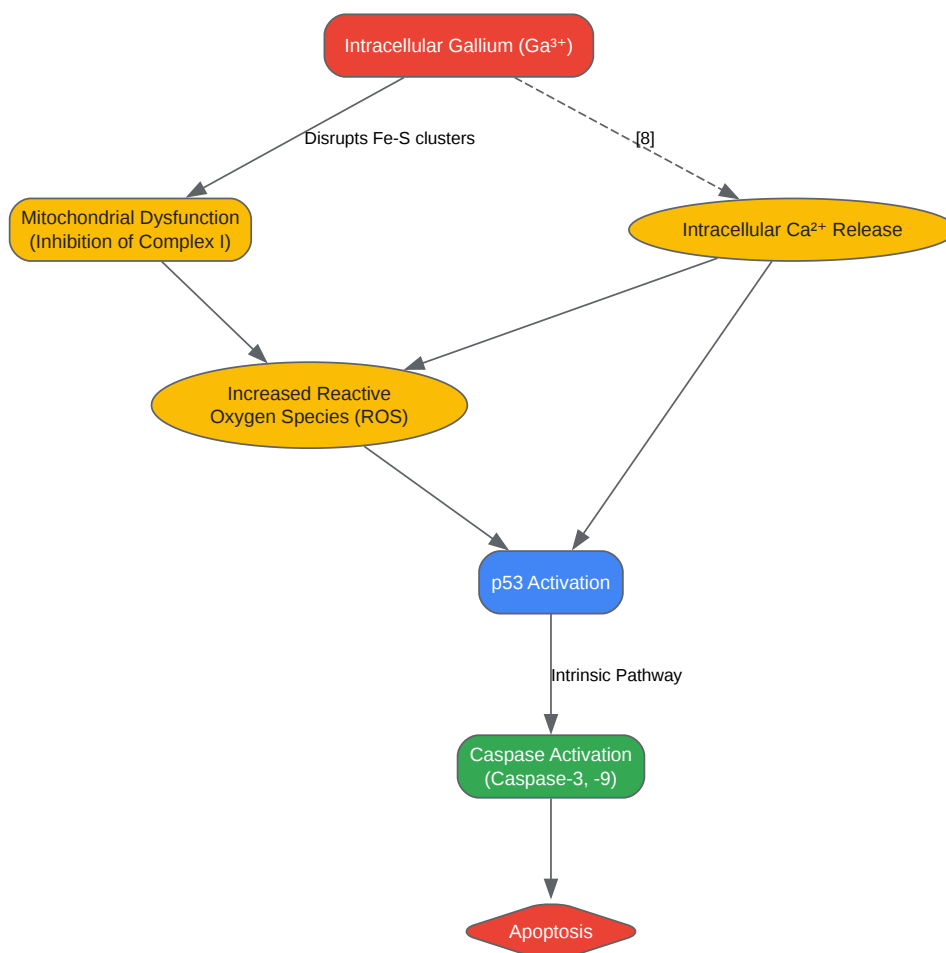 Intracellular Gallium (Ga³⁺)
Disrupts Fe-S clusters
[8]
Mitochondrial Dysfunction
(Inhibition of Complex I)
Intracellular Ca²⁺ Release
Increased Reactive
Oxygen Species (ROS)
p53 Activation
Intrinsic Pathway
Caspase Activation
(Caspase-3, -9)
Apoptosis